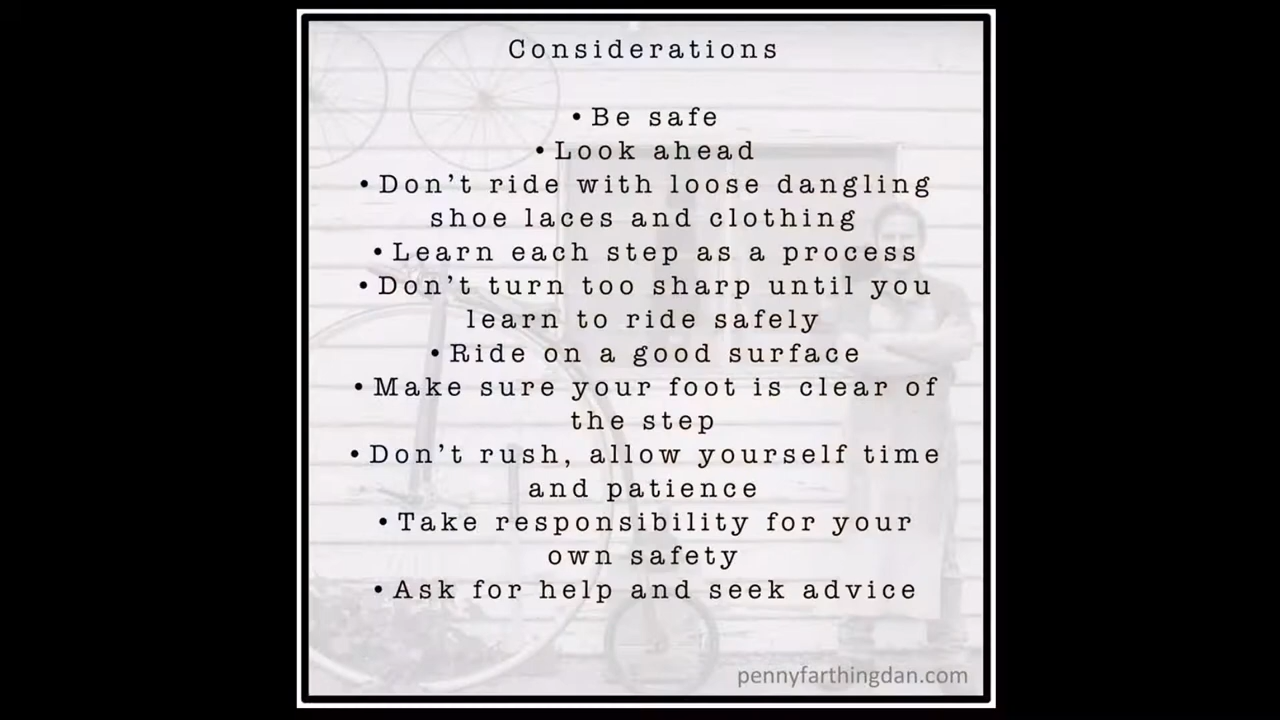 Considerations
• Be safe
• Look ahead
• Don’t ride with loose dangling
shoe laces and clothing
• Learn each step as a process
• Don’t turn too sharp until you
learn to ride safely
• Ride on a good surface
• Make sure your foot is clear of
the step
• Don’t rush, allow yourself time
and patience
• Take responsibility for your
own safety
• Ask for help and seek advice
pennyfarthingdan.com